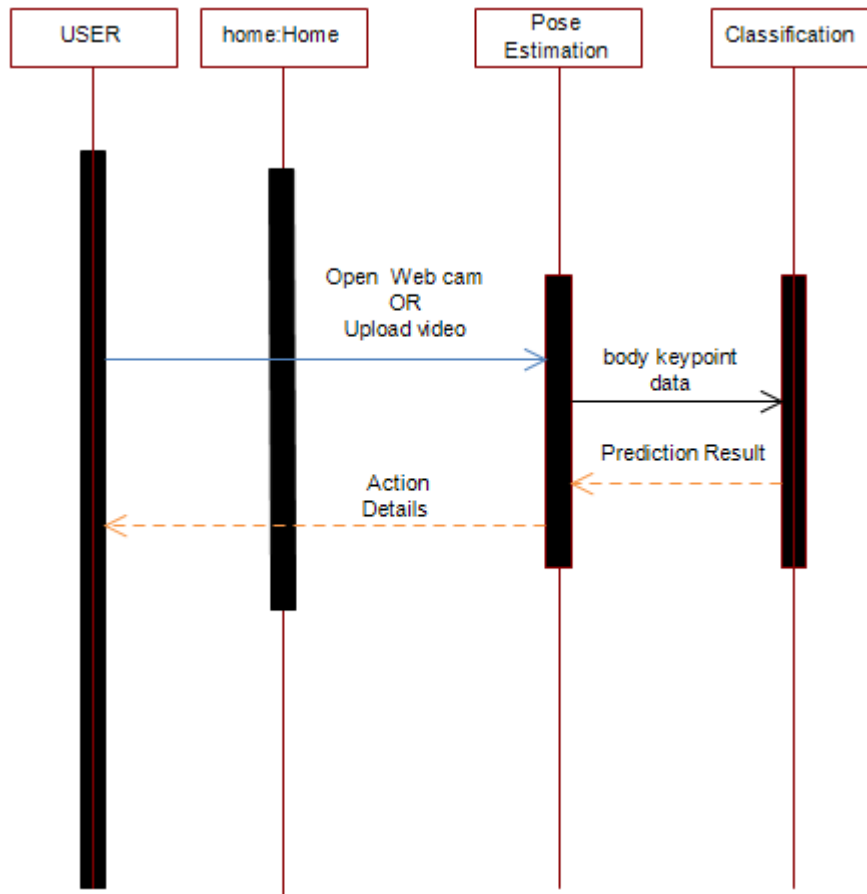 USER
home:Home
Pose
Estimation
Classification
Open Web cam
OR
Upload video
body keypoint
data
Prediction Result
Action
Details